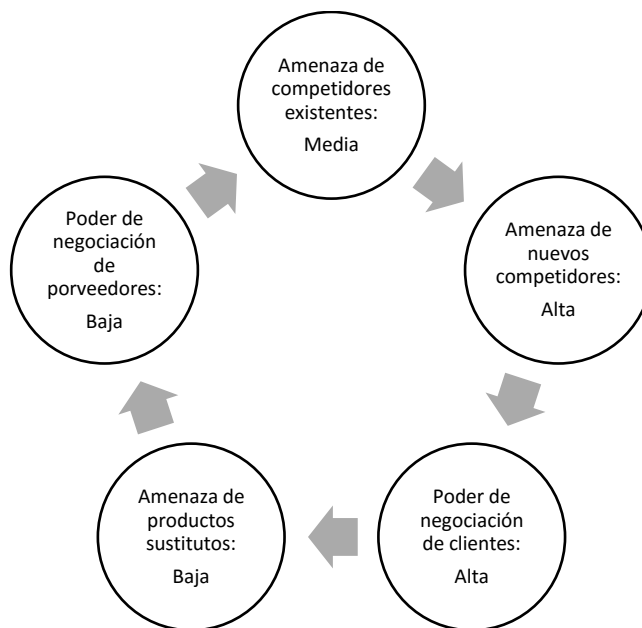 Amenaza de
competidores
existentes:
Media
Amenaza de
nuevos
competidores:
Alta
Poder de
negociación
de clientes:
Alta
Amenaza de
productos
sustitutos:
Baja
Poder de
negociación
de
porveedores:
Baja